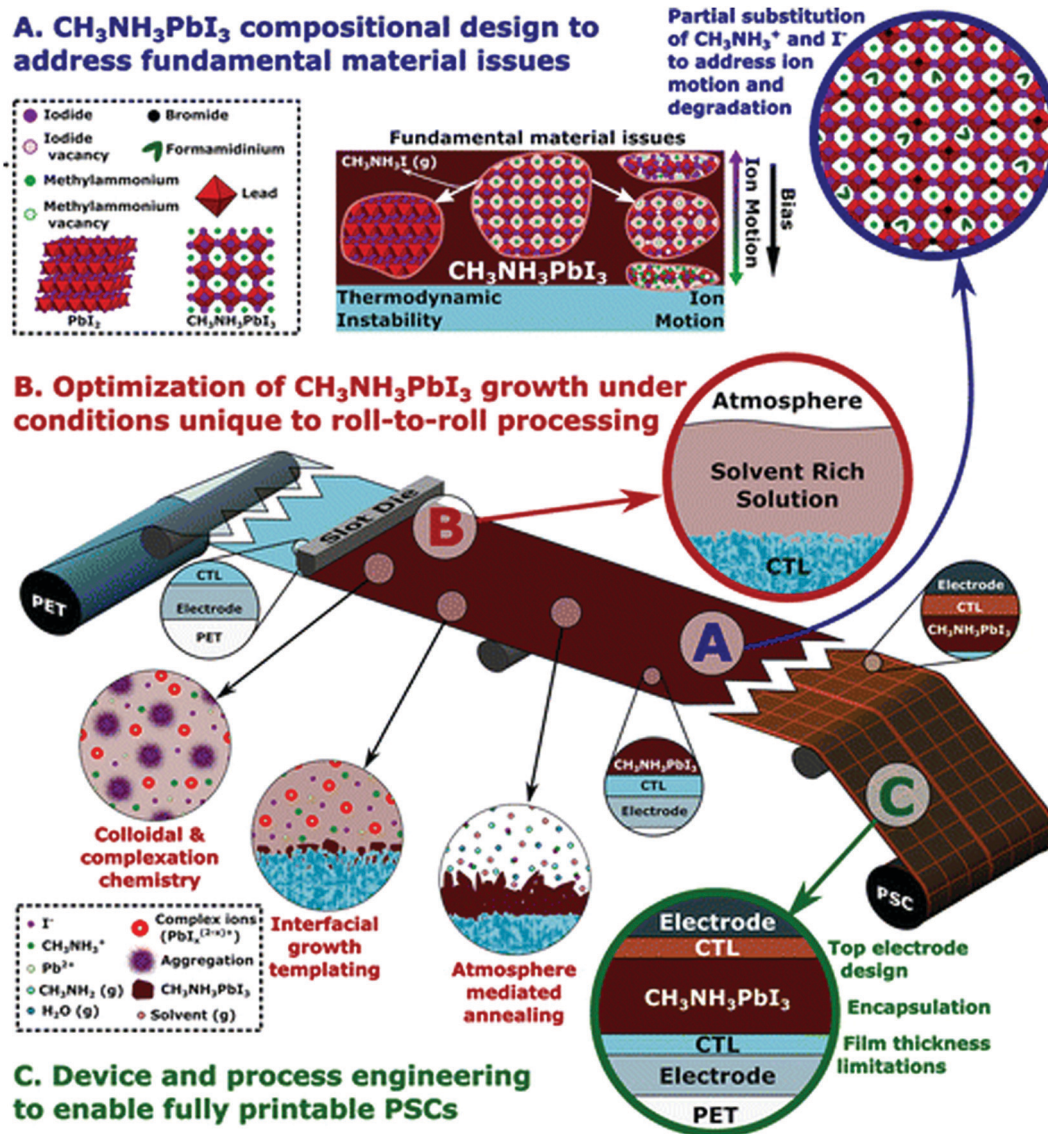 A. CH₃NH₃PbI₃ compositional design to
address fundamental material issues
Partial substitution
of CH₃NH₃⁺ and I⁻
to address ion
motion and
degradation
Iodide
Bromide
Iodide
vacancy
Formamidinium
Methylammonium
Methylammonium
vacancy
Lead
PbI₂
CH₃NH₃PbI₃
Fundamental material issues
CH₃NH₃I (g)
CH₃NH₃PbI₃
Thermodynamic
Instability
Ion
Motion
Ion Motion
Bias
B. Optimization of CH₃NH₃PbI₃ growth under
conditions unique to roll-to-roll processing
Atmosphere
Solvent Rich
Solution
CTL
Slot Die
B
PET
CTL
Electrode
PET
A
Electrode
CTL
CH₃NH₃PbI₃
CH₃NH₃PbI₃
CTL
Electrode
C
PSC
Colloidal &
complexation
chemistry
Interfacial
growth
templating
Atmosphere
mediated
annealing
I⁻
CH₃NH₃⁺
Pb²⁺
CH₃NH₂ (g)
H₂O (g)
Complex ions
(PbIₓ⁽²⁻ˣ⁾⁺)
Aggregation
CH₃NH₃PbI₃
Solvent (g)
Electrode
CTL
CH₃NH₃PbI₃
CTL
Electrode
PET
Top electrode
design
Encapsulation
Film thickness
limitations
C. Device and process engineering
to enable fully printable PSCs